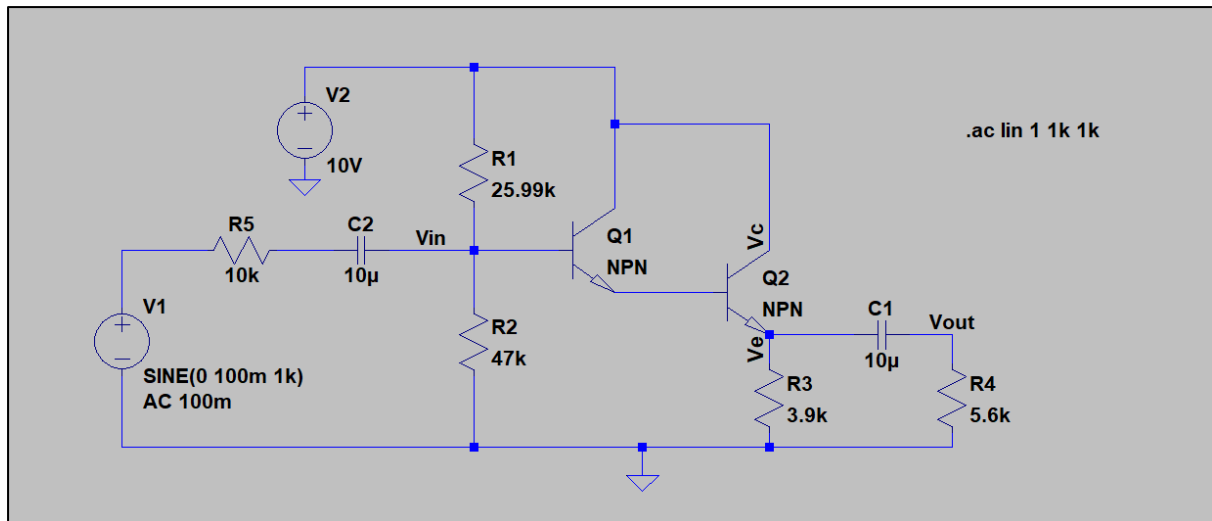 V2
10V
R1
25.99k
.ac lin 1 1k 1k
R5
10k
C2
10µ
Vin
Q1
NPN
Vc
Q2
NPN
V1
SINE(0 100m 1k)
AC 100m
R2
47k
Ve
C1
10µ
Vout
R3
3.9k
R4
5.6k